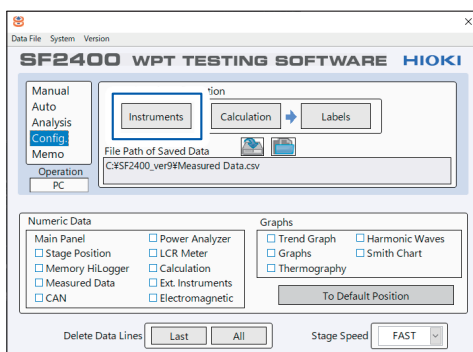 Data File System Version
SF2400 WPT TESTING SOFTWARE HIOKI
Manual
Auto
Analysis
Config.
Memo
Operation
PC
Instruments
Calculation
Labels
File Path of Saved Data
C:¥SF2400_ver9¥Measured Data.csv
Numeric Data
Main Panel
Stage Position
Memory HiLogger
Measured Data
CAN
Power Analyzer
LCR Meter
Calculation
Ext. Instruments
Electromagnetic
Graphs
Trend Graph
Graphs
Thermography
Harmonic Waves
Smith Chart
To Default Position
Delete Data Lines
Last
All
Stage Speed
FAST